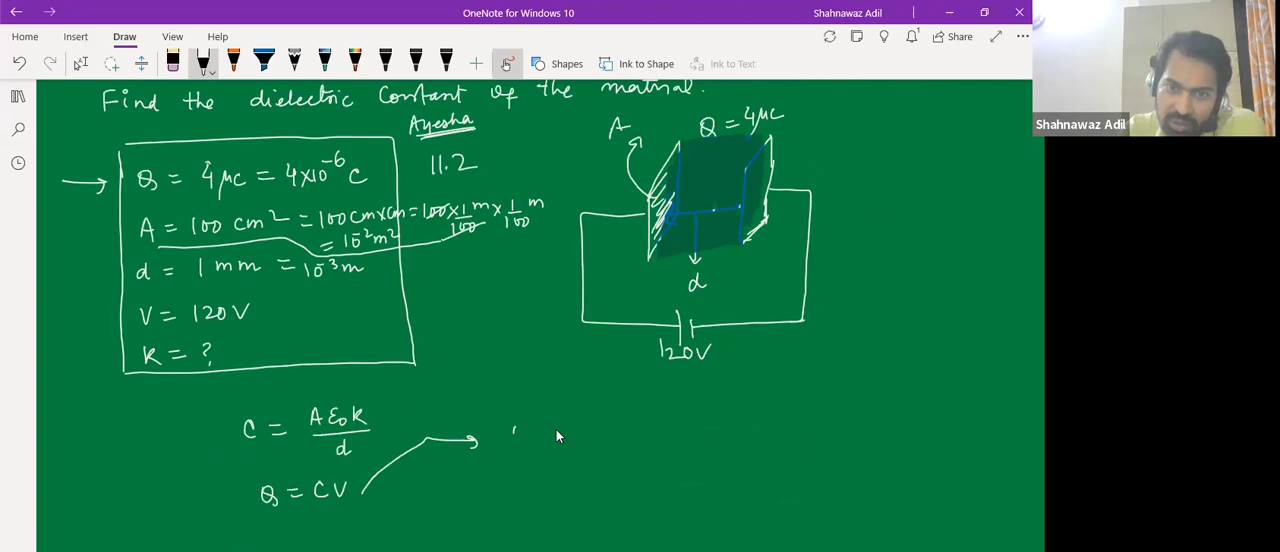 OneNote for Windows 10
Shahnawaz Adil
Home Insert Draw View Help
Share
Shapes Ink to Shape Ink to Text
Find the dielectric constant of the matrial.
Ayesha
11.2
Q = 4μc = 4×10⁻⁶ C
A = 100 cm² = 100 cm×cm = 100×1/100 m × 1/100 m
= 10⁻² m²
d = 1 mm = 10⁻³ m
V = 120V
K = ?
A
Q = 4μc
d
120V
C = Aε₀K/d
Q = CV
Shahnawaz Adil